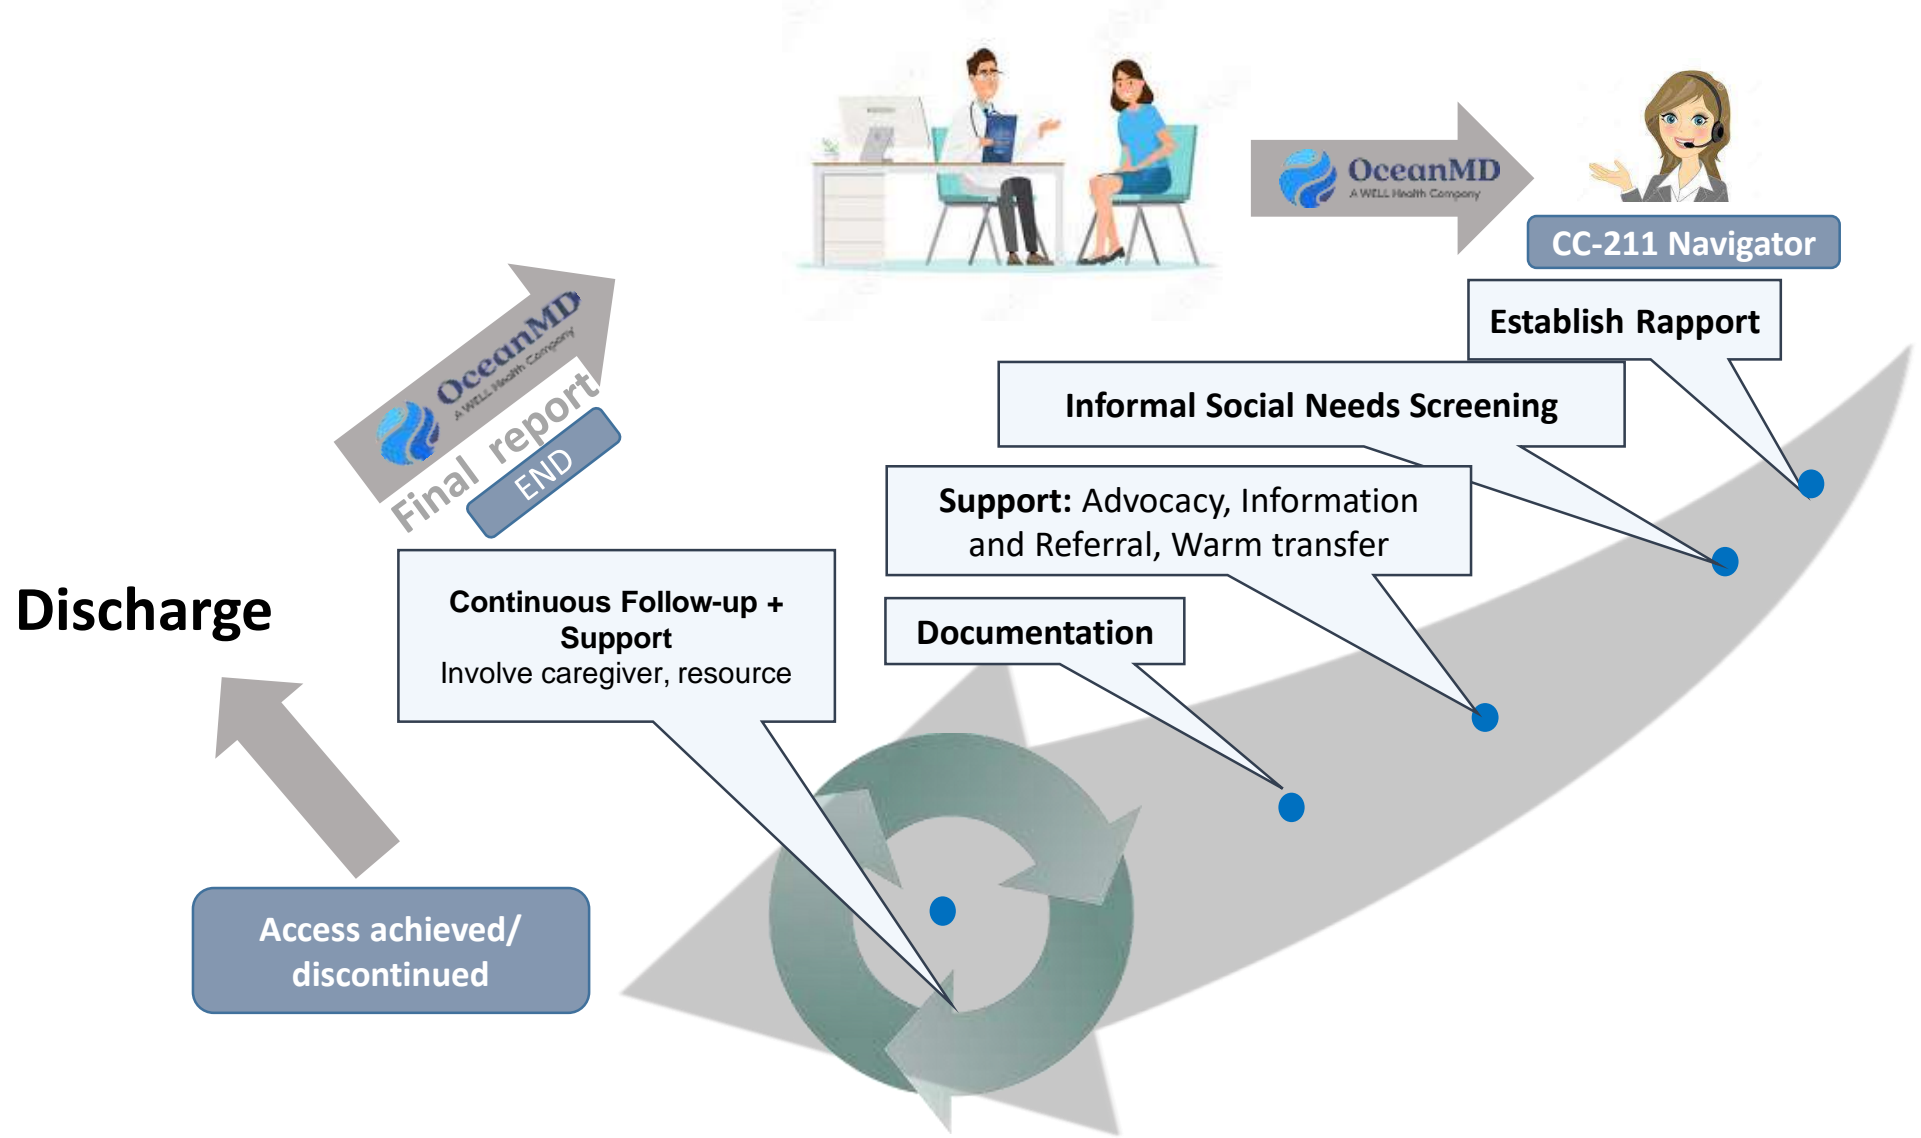 OceanMD
A WELL Health Company
CC-211 Navigator
Establish Rapport
Informal Social Needs Screening
Support: Advocacy, Information
and Referral, Warm transfer
Documentation
Continuous Follow-up +
Support
Involve caregiver, resource
Access achieved/
discontinued
Discharge
OceanMD
A WELL Health Company
Final report
END